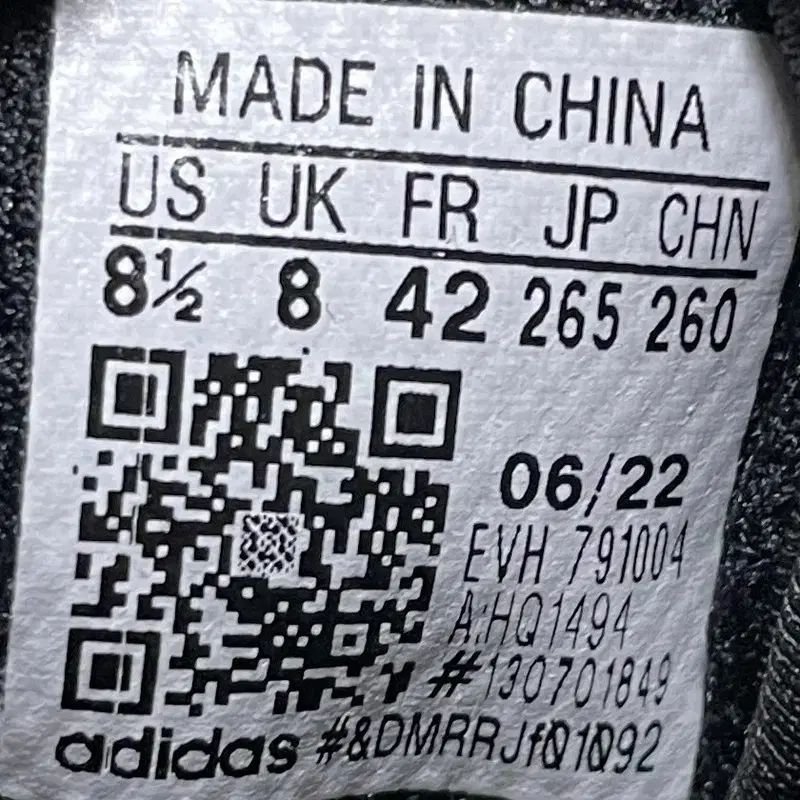 MADE IN CHINA
US UK FR JP CHN
8½ 8 42 265 260
06/22
EVH 791004
A:HQ1494
#130701849
adidas #&DMRRJfQ1Q92